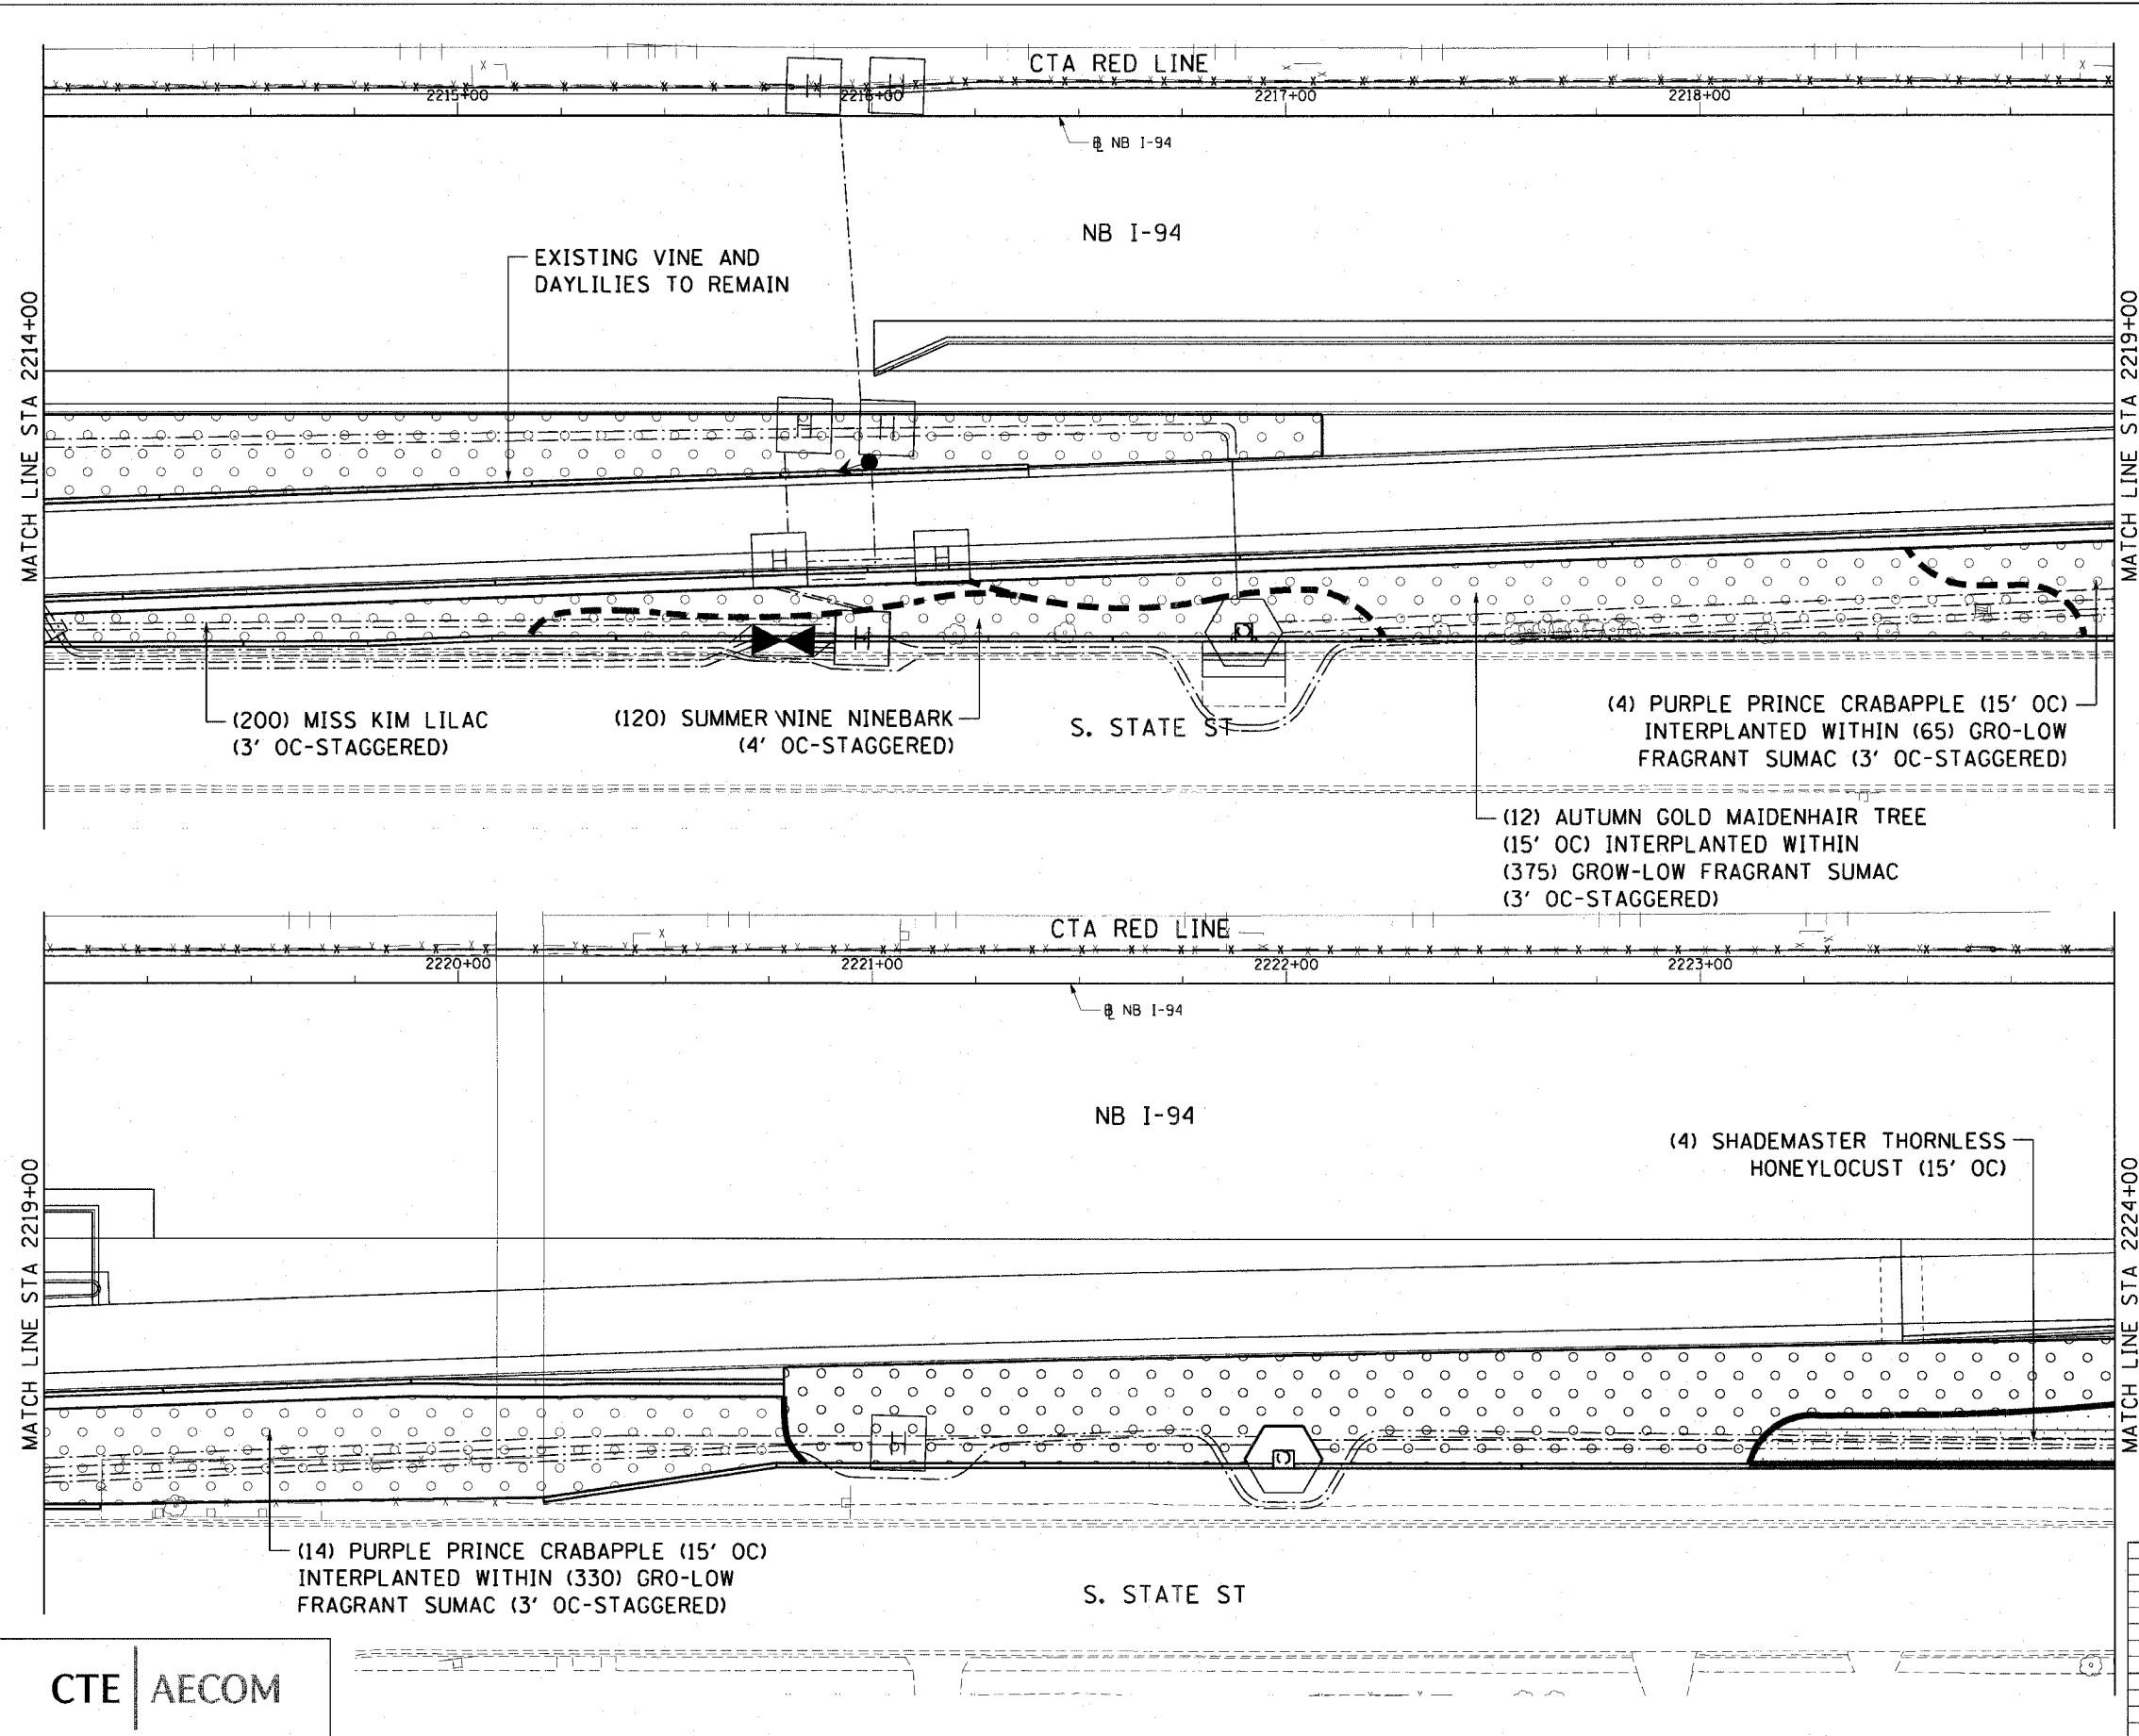 CTA RED LINE
2215+00
2216+00
2217+00
2218+00
℄ NB I-94
NB I-94
EXISTING VINE AND
DAYLILIES TO REMAIN
MATCH LINE STA 2214+00
MATCH LINE STA 2219+00
H
H
H
H
H
H
H
(200) MISS KIM LILAC
(3' OC-STAGGERED)
(120) SUMMER WINE NINEBARK
(4' OC-STAGGERED)
S. STATE ST
(4) PURPLE PRINCE CRABAPPLE (15' OC)
INTERPLANTED WITHIN (65) GRO-LOW
FRAGRANT SUMAC (3' OC-STAGGERED)
(12) AUTUMN GOLD MAIDENHAIR TREE
(15' OC) INTERPLANTED WITHIN
(375) GROW-LOW FRAGRANT SUMAC
(3' OC-STAGGERED)
CTA RED LINE
2220+00
2221+00
2222+00
2223+00
℄ NB I-94
NB I-94
(4) SHADEMASTER THORNLESS
HONEYLOCUST (15' OC)
MATCH LINE STA 2219+00
MATCH LINE STA 2224+00
H
(14) PURPLE PRINCE CRABAPPLE (15' OC)
INTERPLANTED WITHIN (330) GRO-LOW
FRAGRANT SUMAC (3' OC-STAGGERED)
S. STATE ST
CTE AECOM